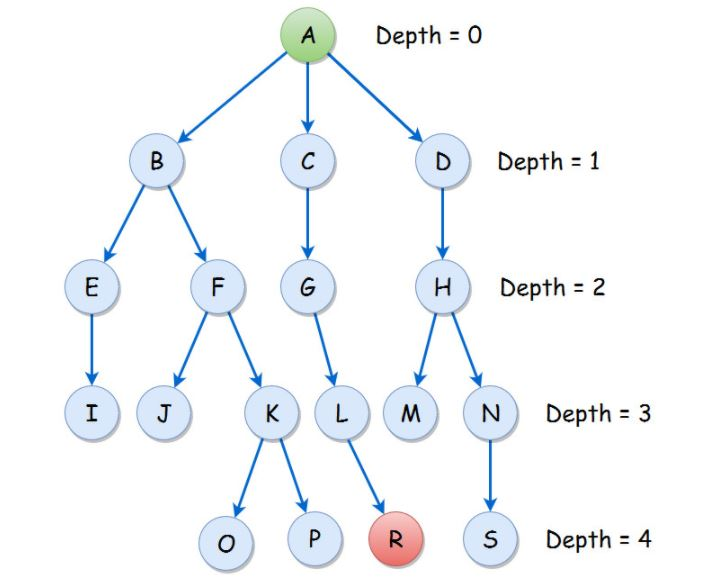 A Depth = 0
B C D Depth = 1
E F G H Depth = 2
I J K L M N Depth = 3
O P R S Depth = 4